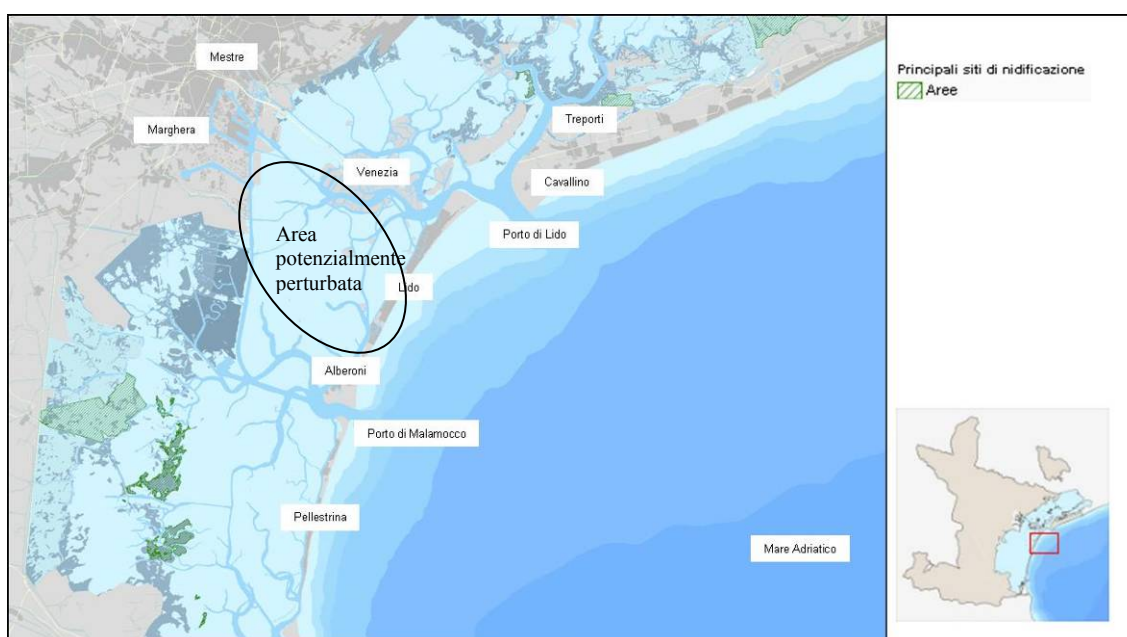 Mestre
Marghera
Treporti
Venezia
Cavallino
Porto di Lido
Area
potenzialmente
perturbata
Lido
Alberoni
Porto di Malamocco
Pellestrina
Mare Adriatico
Principali siti di nidificazione
Aree